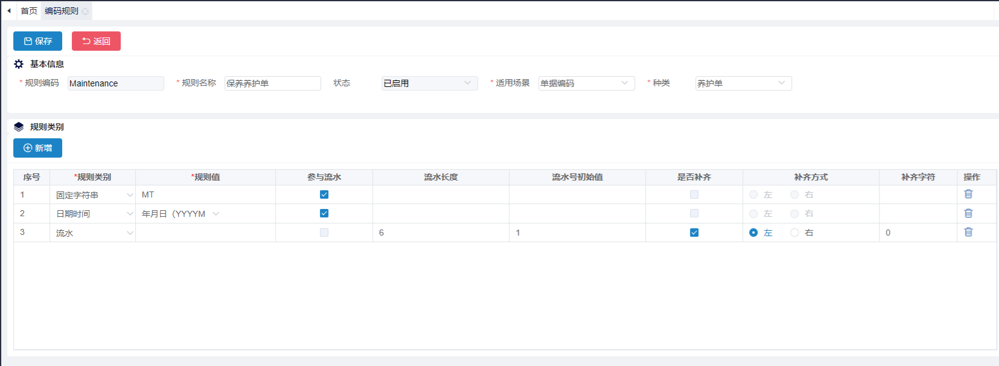 首页 编码规则
保存 返回
基本信息
* 规则编码 Maintenance * 规则名称 保养养护单 状态 已启用 * 适用场景 单据编码 * 种类 养护单
规则类别
新增
序号 *规则类别 *规则值 参与流水 流水长度 流水号初始值 是否补齐 补齐方式 补齐字符 操作
1 固定字符串 MT 左 右
2 日期时间 年月日（YYYYM 左 右
3 流水 6 1 左 右 0